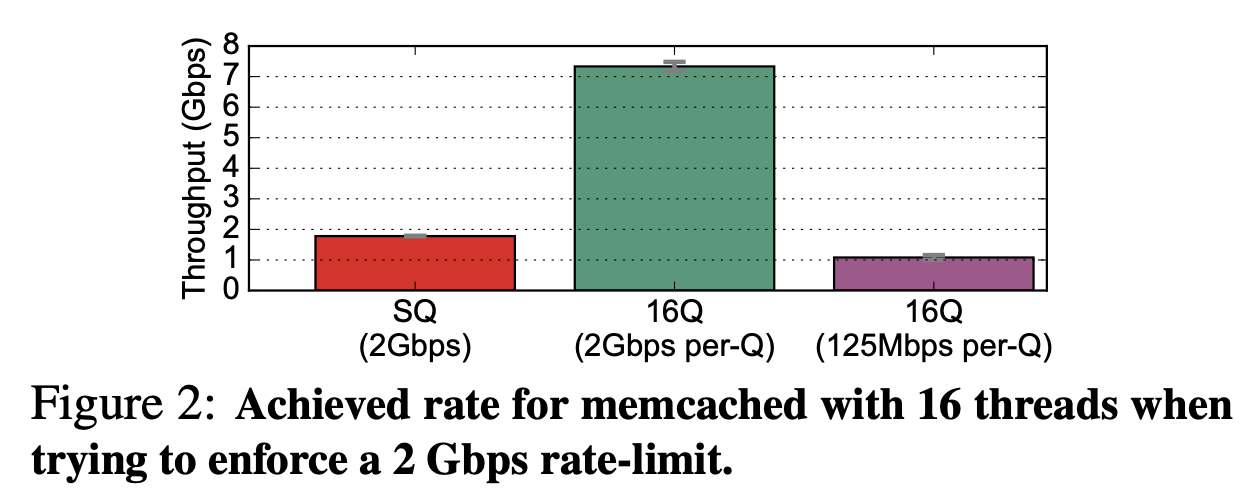 Throughput (Gbps)
8
7
6
5
4
3
2
1
0
SQ
(2Gbps)
16Q
(2Gbps per-Q)
16Q
(125Mbps per-Q)
Figure 2: Achieved rate for memcached with 16 threads when
trying to enforce a 2 Gbps rate-limit.